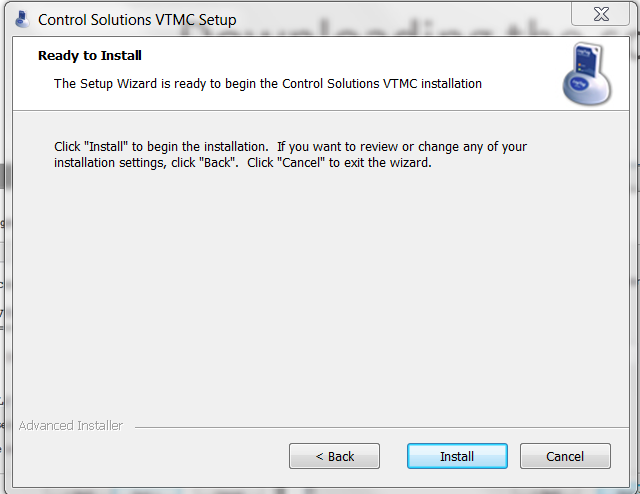 Control Solutions VTMC Setup
Ready to Install
The Setup Wizard is ready to begin the Control Solutions VTMC installation
Click "Install" to begin the installation.  If you want to review or change any of your
installation settings, click "Back".  Click "Cancel" to exit the wizard.
Advanced Installer
< Back
Install
Cancel